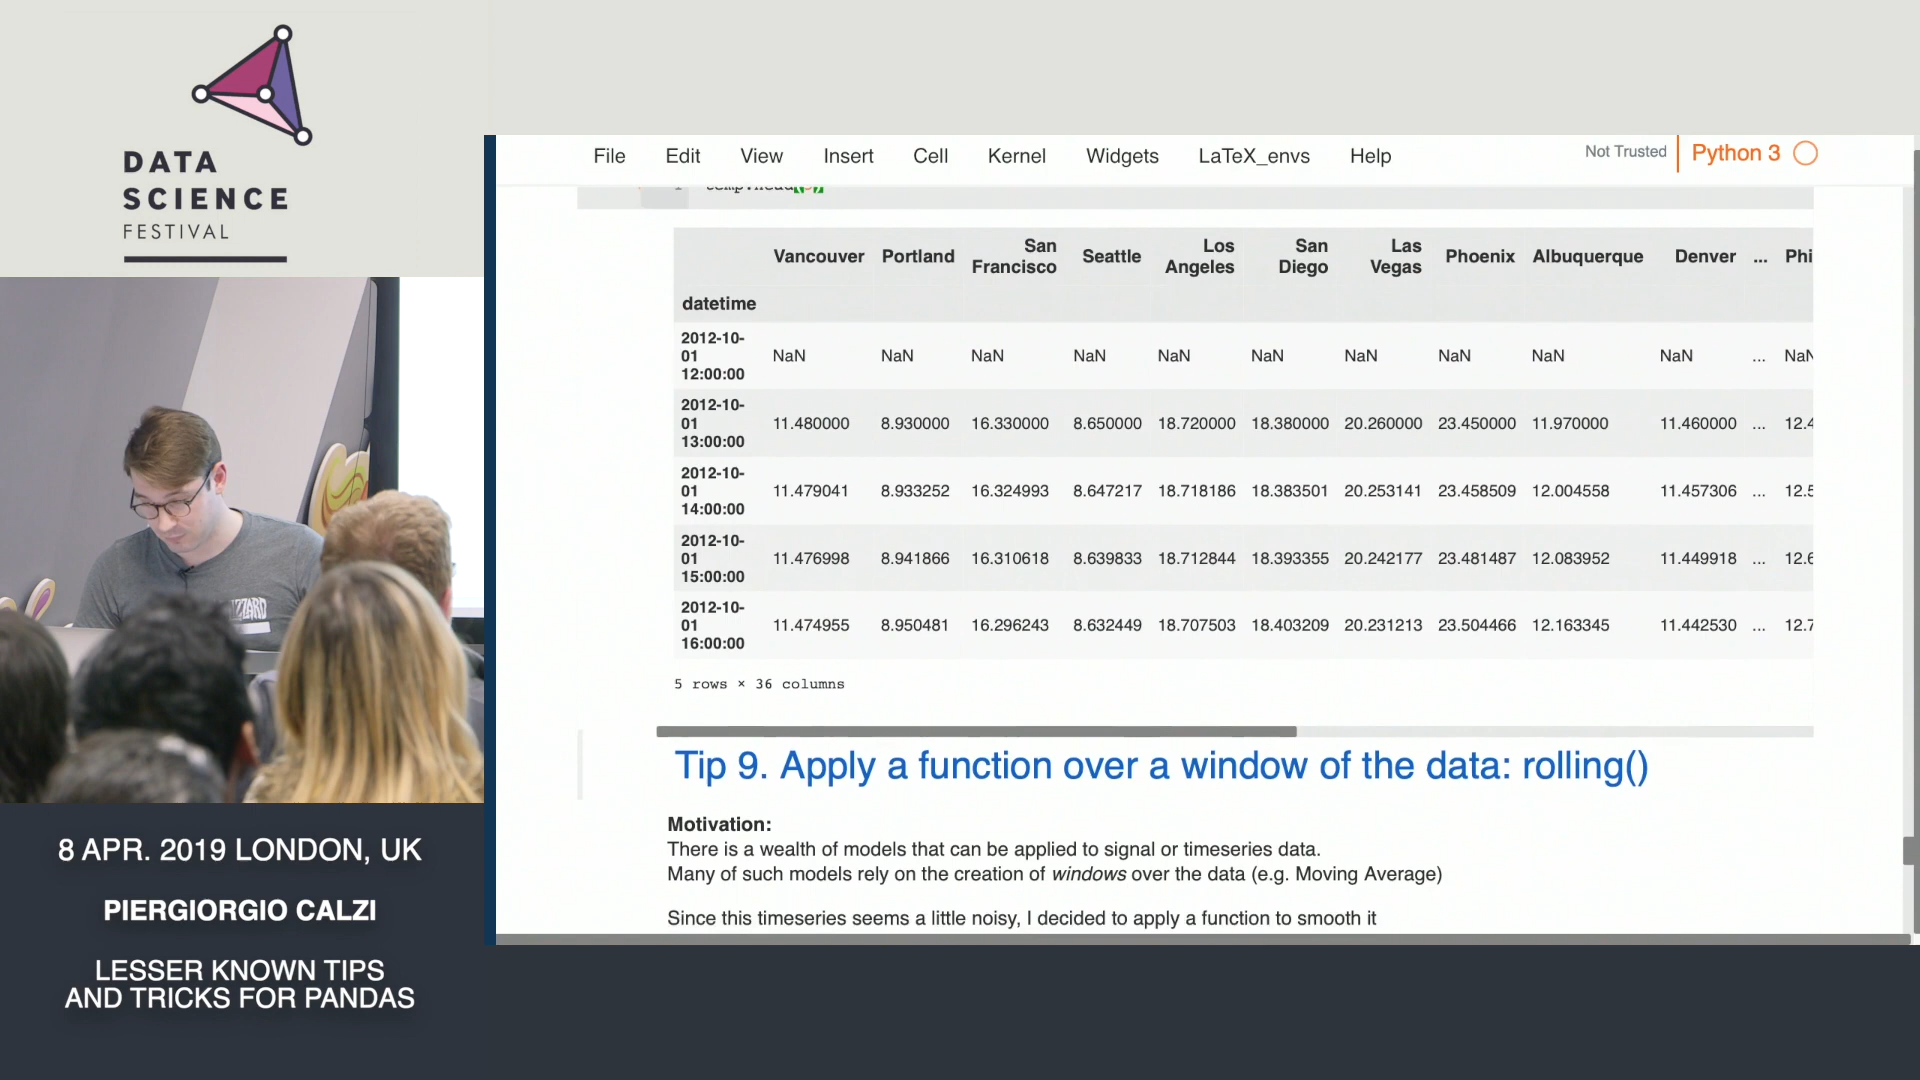 DATA
SCIENCE
FESTIVAL
File Edit View Insert Cell Kernel Widgets LaTeX_envs Help
Not Trusted
Python 3
Vancouver Portland San Francisco Seattle Los Angeles San Diego Las Vegas Phoenix Albuquerque Denver ... Phi
datetime
2012-10-01 12:00:00 NaN NaN NaN NaN NaN NaN NaN NaN NaN NaN ... NaN
2012-10-01 13:00:00 11.480000 8.930000 16.330000 8.650000 18.720000 18.380000 20.260000 23.450000 11.970000 11.460000 ... 12.4
2012-10-01 14:00:00 11.479041 8.933252 16.324993 8.647217 18.718186 18.383501 20.253141 23.458509 12.004558 11.457306 ... 12.5
2012-10-01 15:00:00 11.476998 8.941866 16.310618 8.639833 18.712844 18.393355 20.242177 23.481487 12.083952 11.449918 ... 12.6
2012-10-01 16:00:00 11.474955 8.950481 16.296243 8.632449 18.707503 18.403209 20.231213 23.504466 12.163345 11.442530 ... 12.7
5 rows × 36 columns
Tip 9. Apply a function over a window of the data: rolling()
Motivation:
There is a wealth of models that can be applied to signal or timeseries data.
Many of such models rely on the creation of windows over the data (e.g. Moving Average)
Since this timeseries seems a little noisy, I decided to apply a function to smooth it
8 APR. 2019 LONDON, UK
PIERGIORGIO CALZI
LESSER KNOWN TIPS
AND TRICKS FOR PANDAS